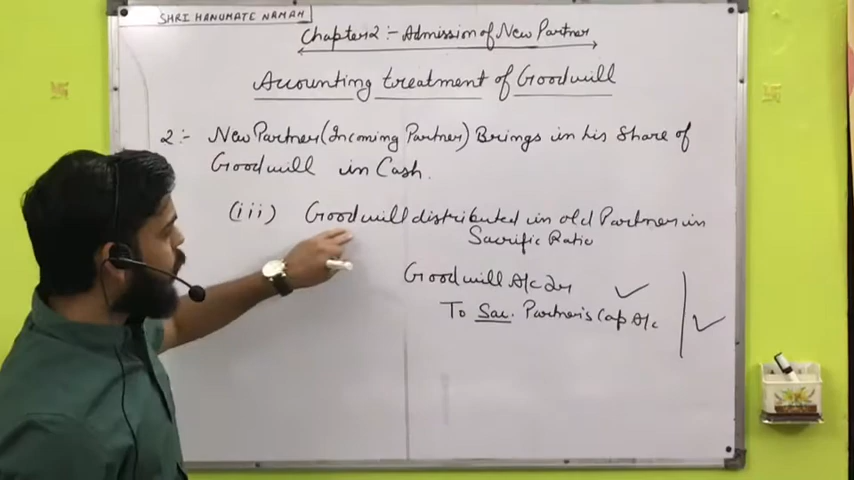 SHRI HANUMATE NAMAH
Chapter 2 :- Admission of New Partner
Accounting treatment of Goodwill
2 :- New Partner (Incoming Partner) Brings in his Share of
Goodwill in Cash.
(iii) Goodwill distributed in old Partner in
Sacrific Ratio
Goodwill A/c Dr
To Sac. Partner's Cap A/c